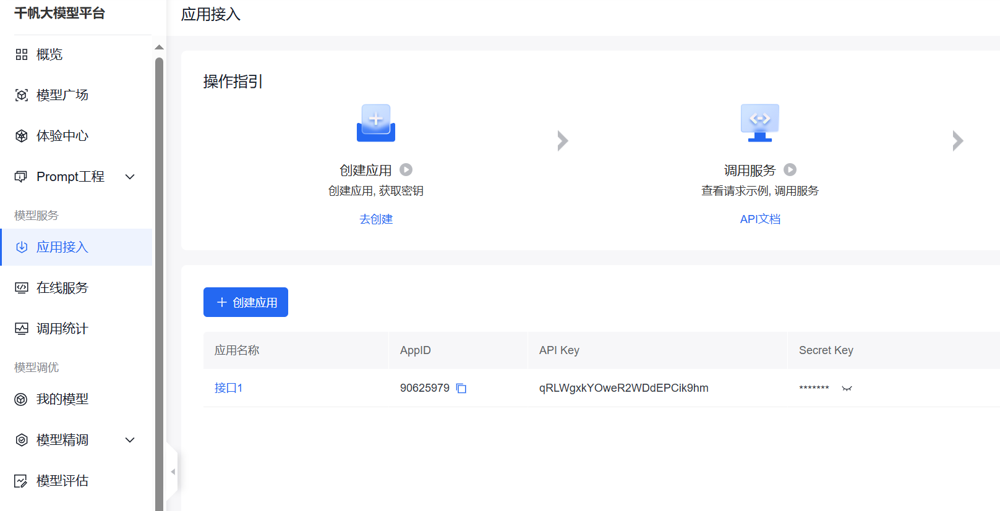 千帆大模型平台
概览
模型广场
体验中心
Prompt工程
模型服务
应用接入
在线服务
调用统计
模型调优
我的模型
模型精调
模型评估
应用接入
操作指引
创建应用
创建应用, 获取密钥
去创建
调用服务
查看请求示例, 调用服务
API文档
创建应用
应用名称 AppID API Key Secret Key
接口1 90625979 qRLWgxkYOweR2WDdEPCik9hm *******